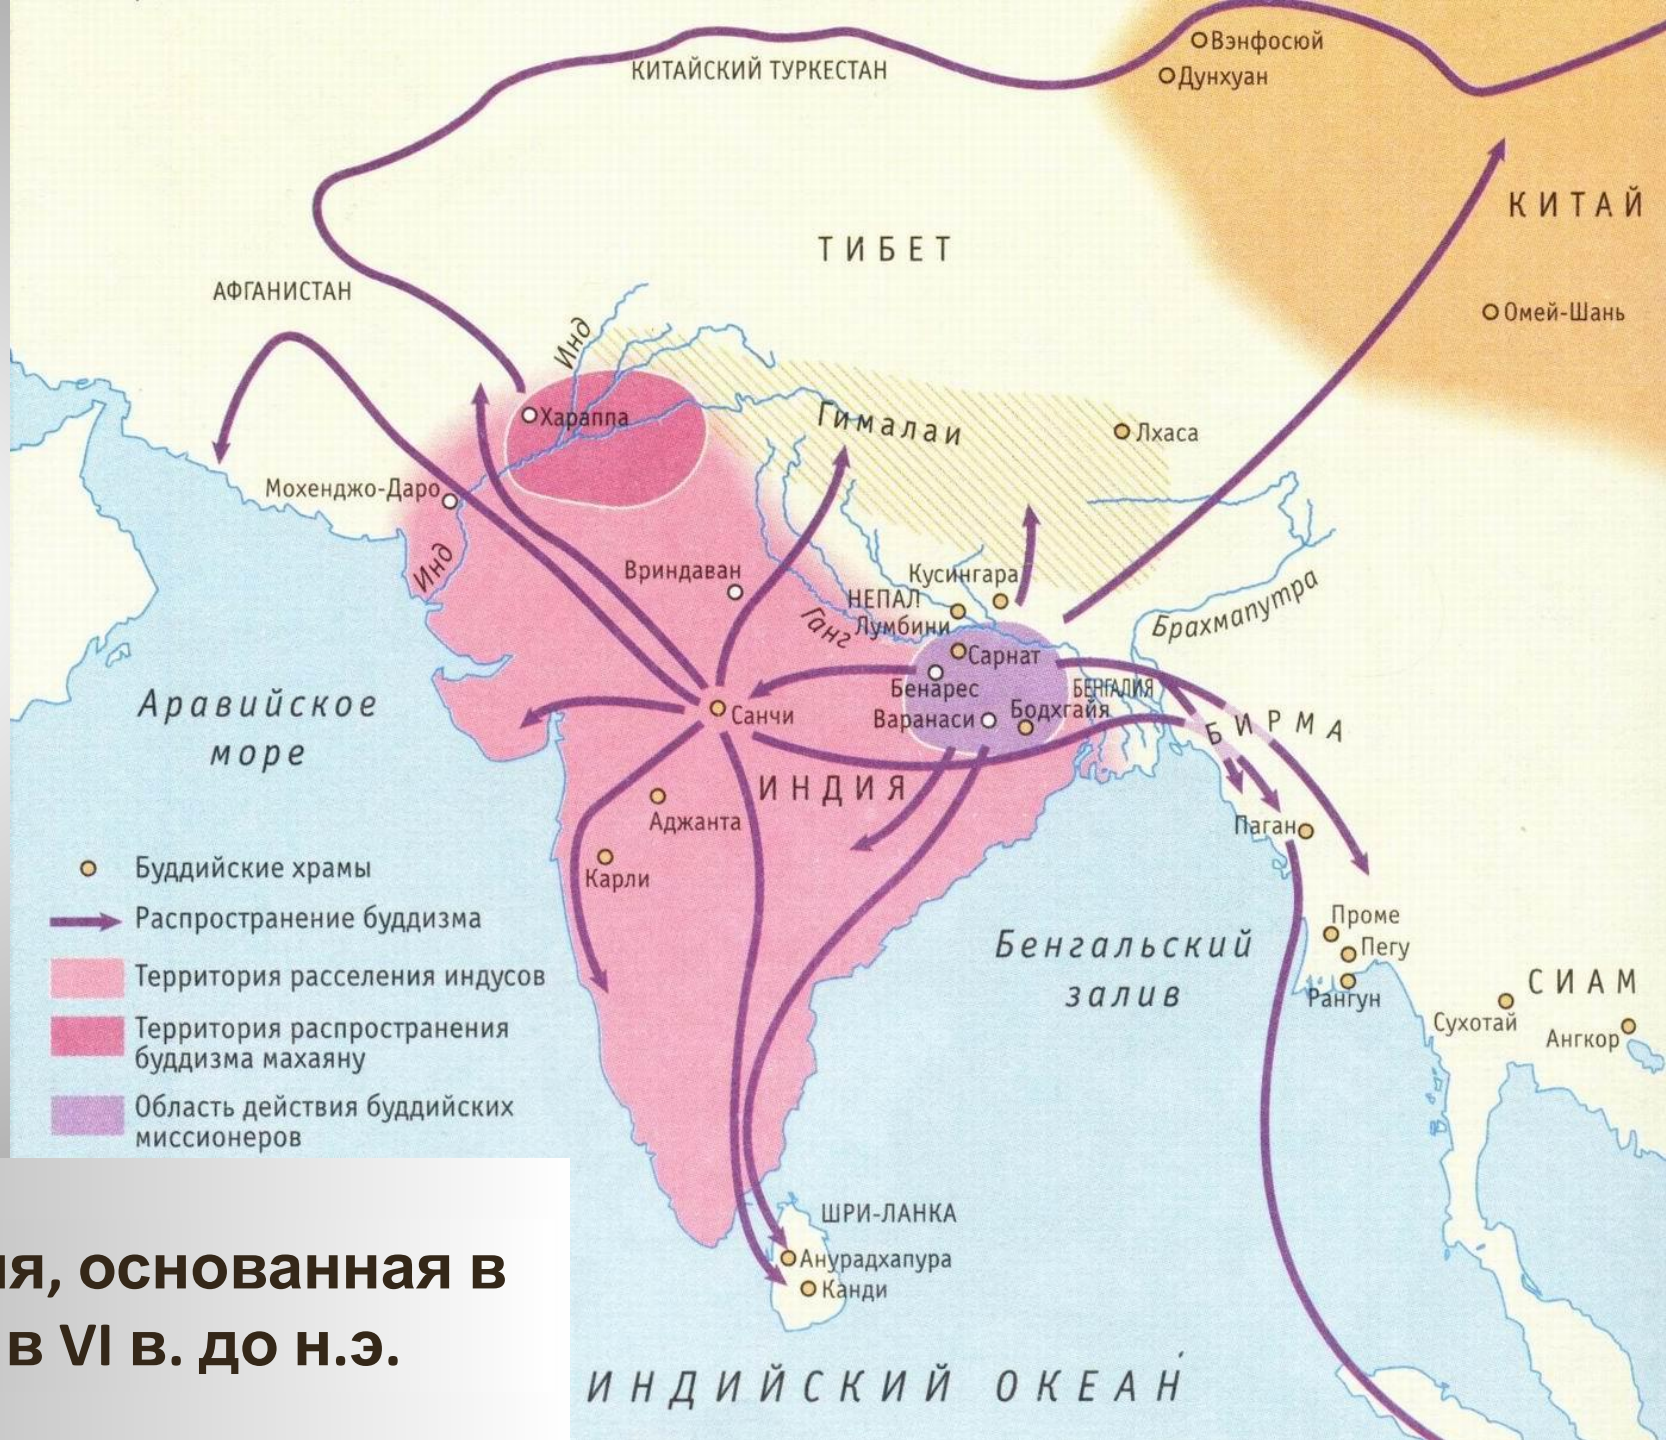 Вэнфосюй
Дунхуан
КИТАЙСКИЙ ТУРКЕСТАН
КИТАЙ
ТИБЕТ
АФГАНИСТАН
Омей-Шань
Инд
Хараппа
Гималаи
Лхаса
Мохенджо-Даро
Инд
Вриндаван
Кусингара
НЕПАЛ
Лумбини
Ганг
Брахмапутра
Сарнат
Бенарес
БЕНГАЛИЯ
Варанаси
Бодхгайя
БИРМА
Аравийское
море
Санчи
ИНДИЯ
Аджанта
Карли
Паган
Проме
Пегу
Рангун
СИАМ
Сухотай
Ангкор
Бенгальский
залив
Буддийские храмы
Распространение буддизма
Территория расселения индусов
Территория распространения
буддизма махаяну
Область действия буддийских
миссионеров
ШРИ-ЛАНКА
Анурадхапура
Канди
ИНДИЙСКИЙ ОКЕАН
я, основанная в
в VI в. до н.э.